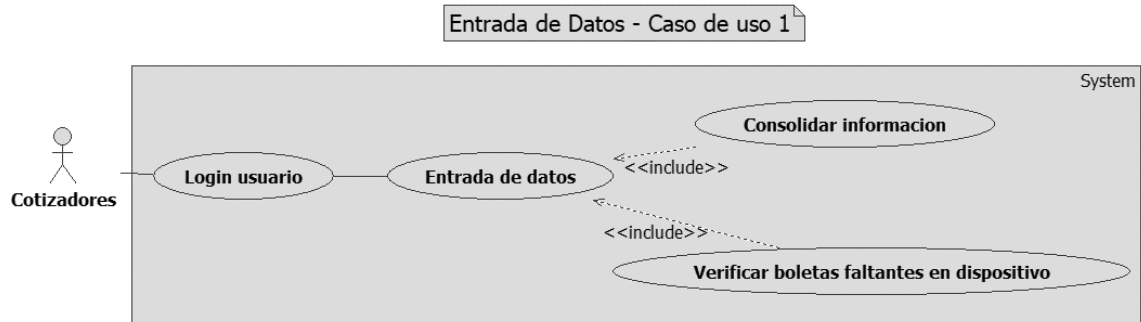 Entrada de Datos - Caso de uso 1
System
Consolidar informacion
<<include>>
Login usuario
Entrada de datos
Cotizadores
<<include>>
Verificar boletas faltantes en dispositivo